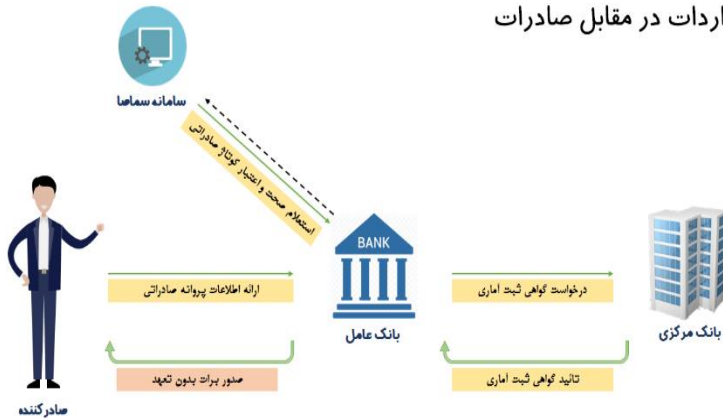 اردات در مقابل صادرات
سامانه سماصا
استعلام صحت و اعتبار کوتاژ صادراتی
BANK
ارائه اطلاعات پروانه صادراتی
درخواست گواهی ثبت آماری
بانک عامل
بانک مرکزی
صدور برات بدون تعهد
تائید گواهی ثبت آماری
صادرکننده